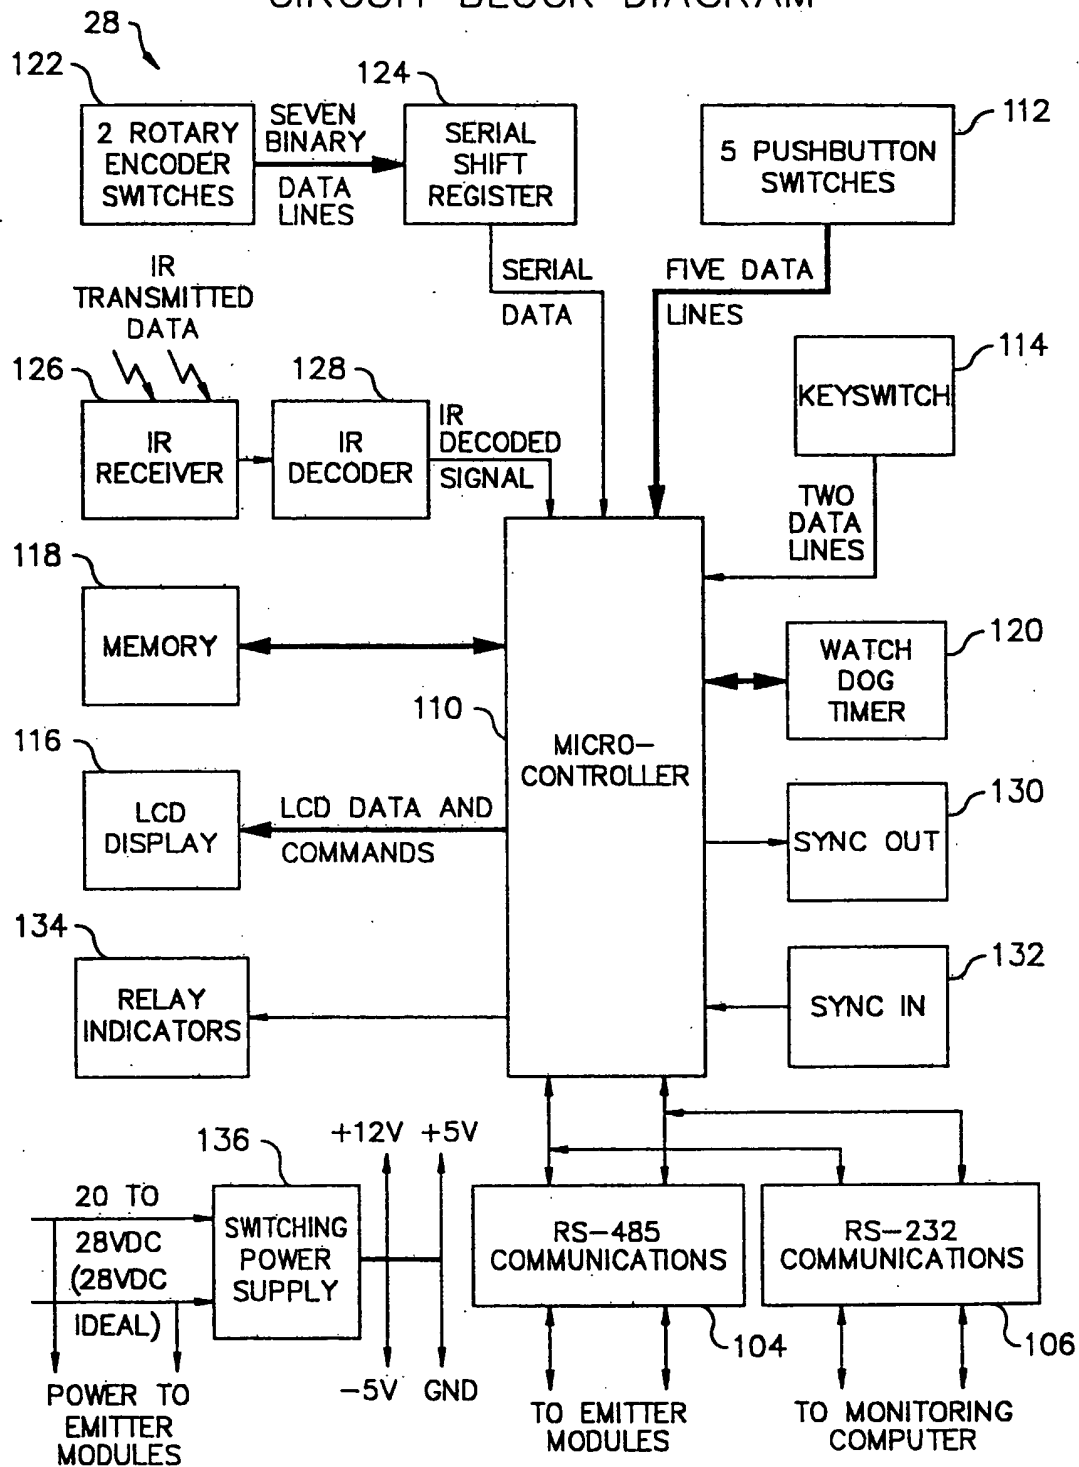 CIRCUIT BLOCK DIAGRAM
28
122
2 ROTARY
ENCODER
SWITCHES
SEVEN
BINARY
DATA
LINES
124
SERIAL
SHIFT
REGISTER
112
5 PUSHBUTTON
SWITCHES
IR
TRANSMITTED
DATA
SERIAL
DATA
FIVE DATA
LINES
126
IR
RECEIVER
128
IR
DECODER
IR
DECODED
SIGNAL
114
KEYSWITCH
TWO
DATA
LINES
118
MEMORY
110
MICRO-
CONTROLLER
120
WATCH
DOG
TIMER
116
LCD
DISPLAY
LCD DATA AND
COMMANDS
130
SYNC OUT
134
RELAY
INDICATORS
132
SYNC IN
136
+12V +5V
20 TO
28VDC
(28VDC
IDEAL)
SWITCHING
POWER
SUPPLY
RS-485
COMMUNICATIONS
RS-232
COMMUNICATIONS
104
106
-5V GND
POWER TO
EMITTER
MODULES
TO EMITTER
MODULES
TO MONITORING
COMPUTER